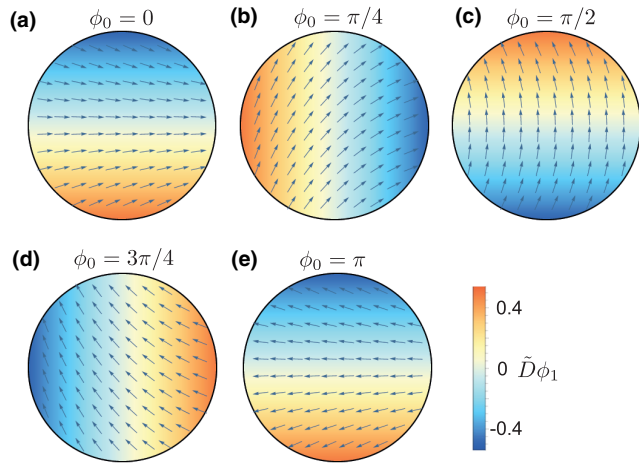 (a) ϕ₀ = 0
(b) ϕ₀ = π/4
(c) ϕ₀ = π/2
(d) ϕ₀ = 3π/4
(e) ϕ₀ = π
0.4
0 D̃ϕ₁
-0.4